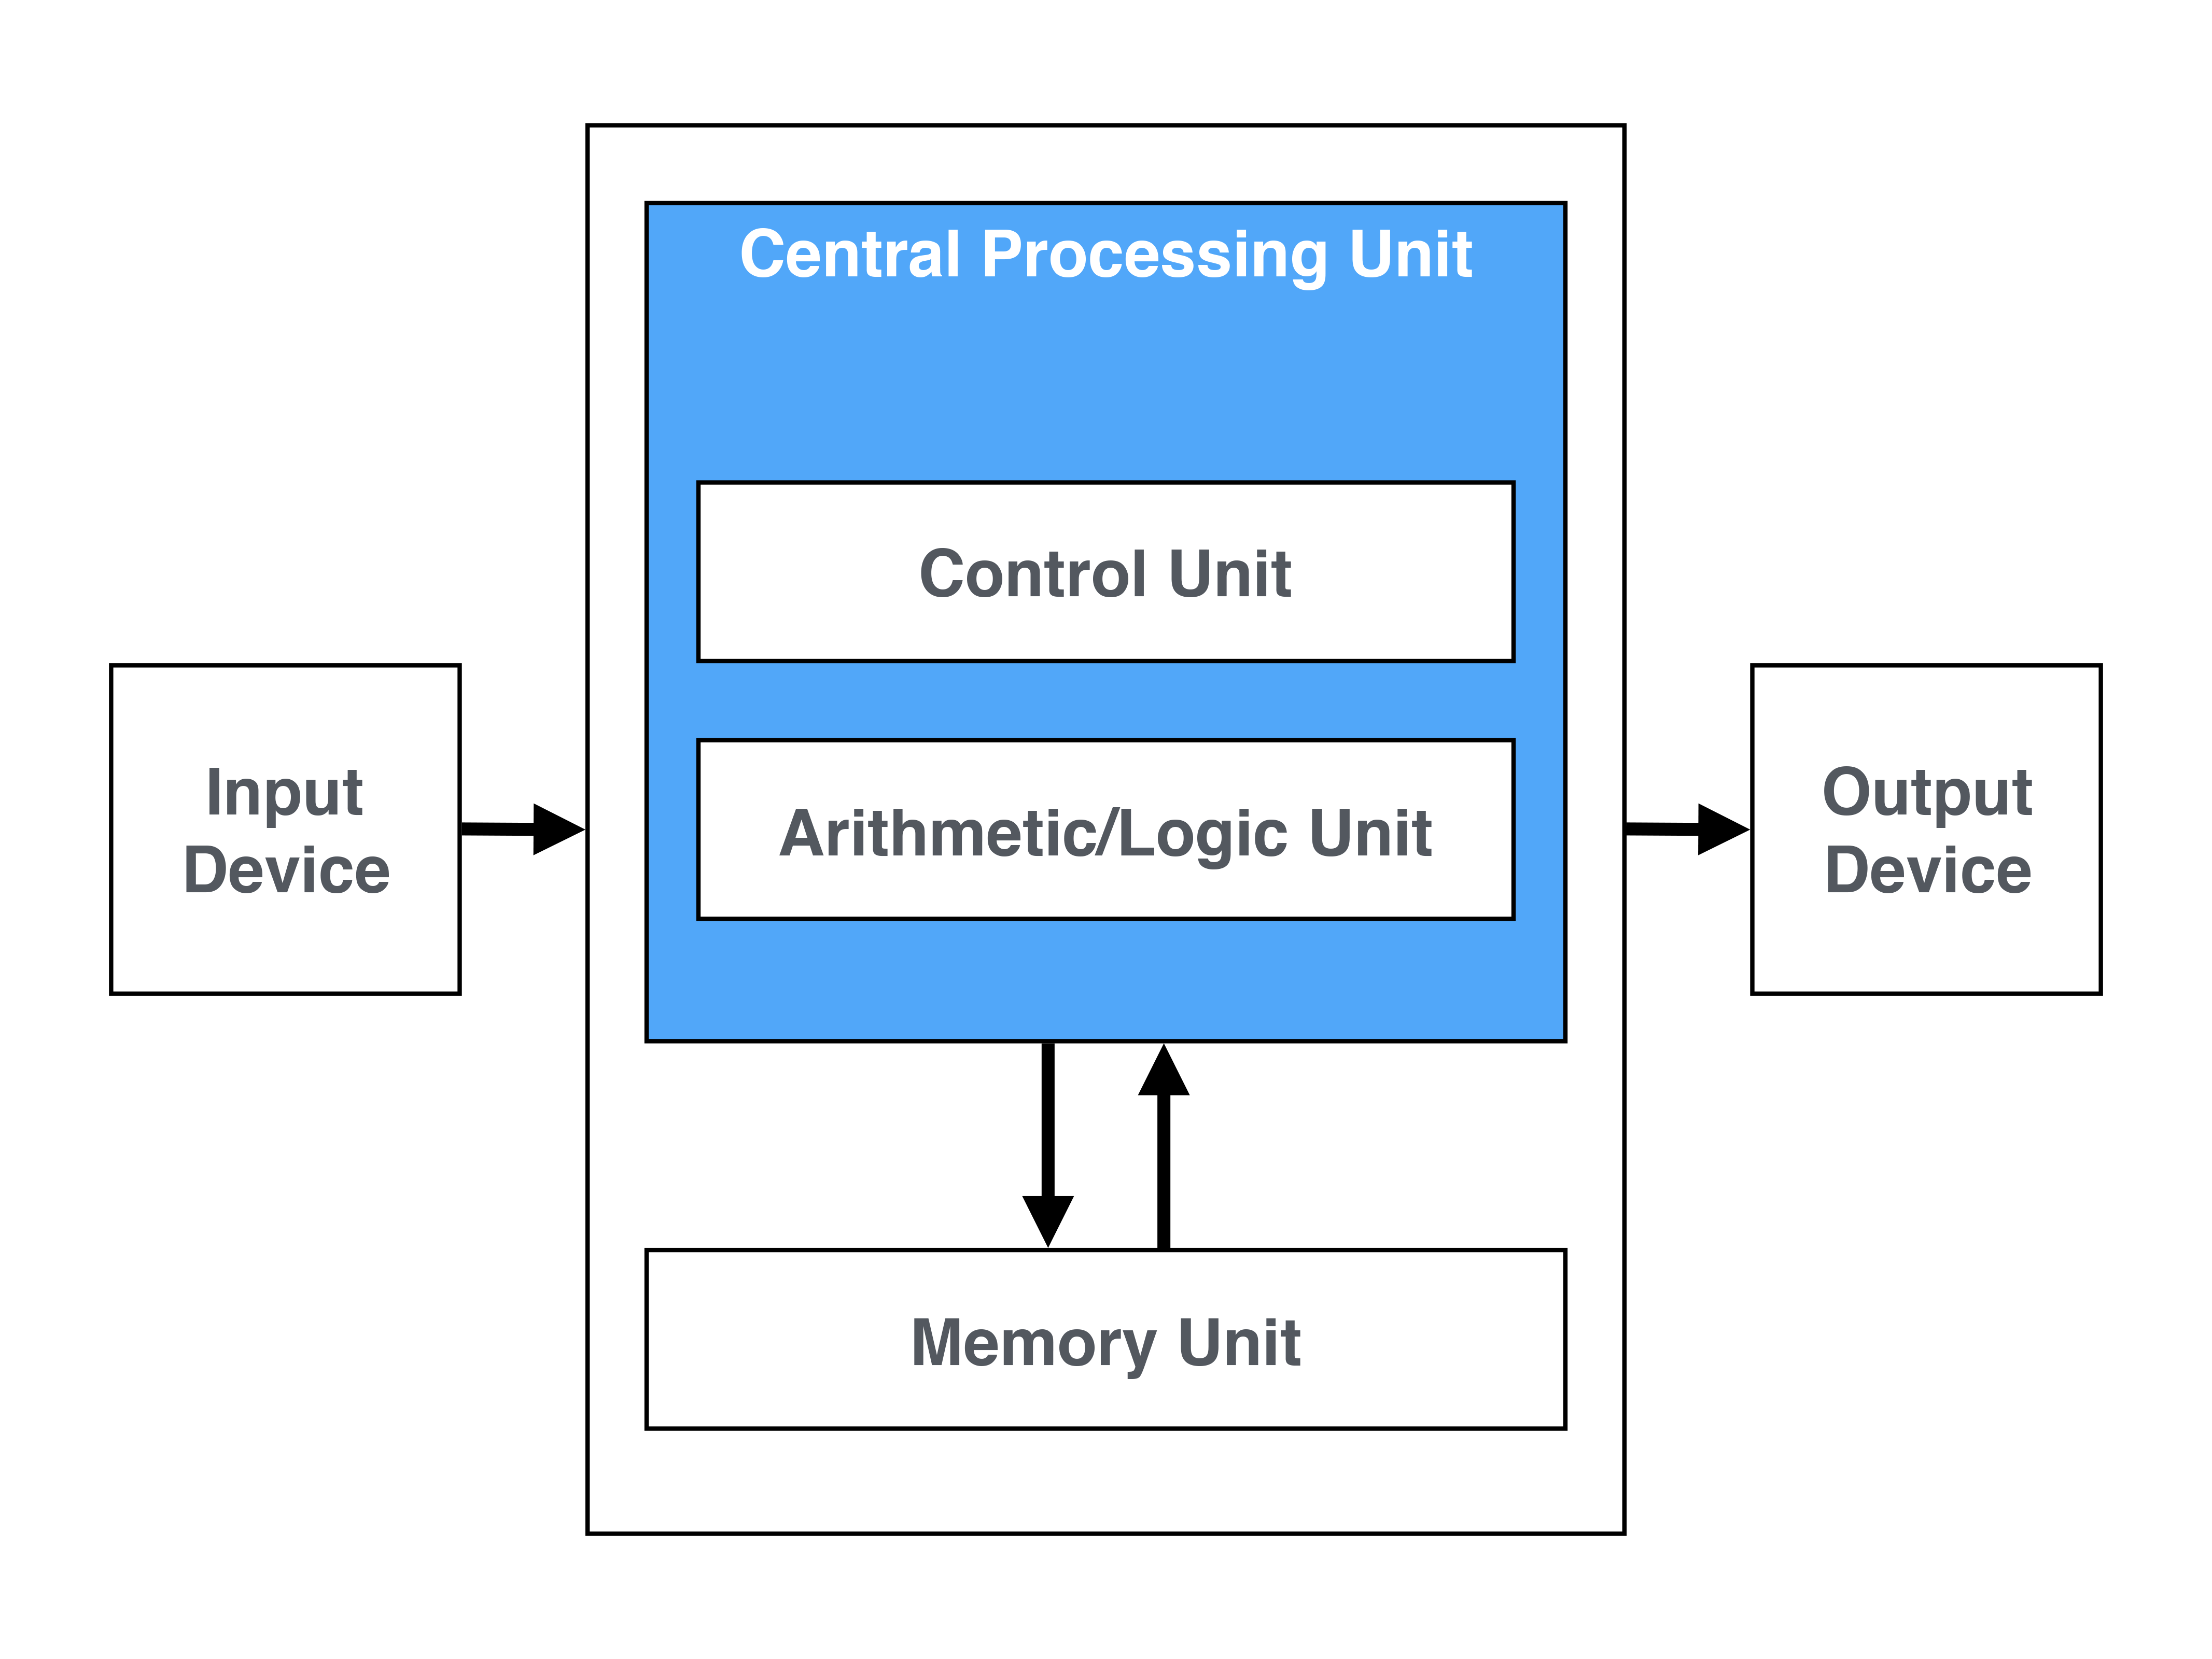 Central Processing Unit
Control Unit
Arithmetic/Logic Unit
Input
Device
Output
Device
Memory Unit